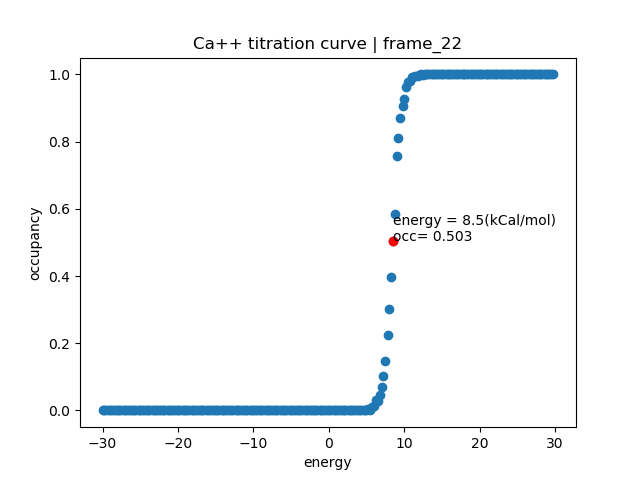 Ca++ titration curve | frame_22
1.0
0.8
0.6
0.4
0.2
0.0
occupancy
energy = 8.5(kCal/mol)
occ= 0.503
−30 −20 −10 0 10 20 30
energy